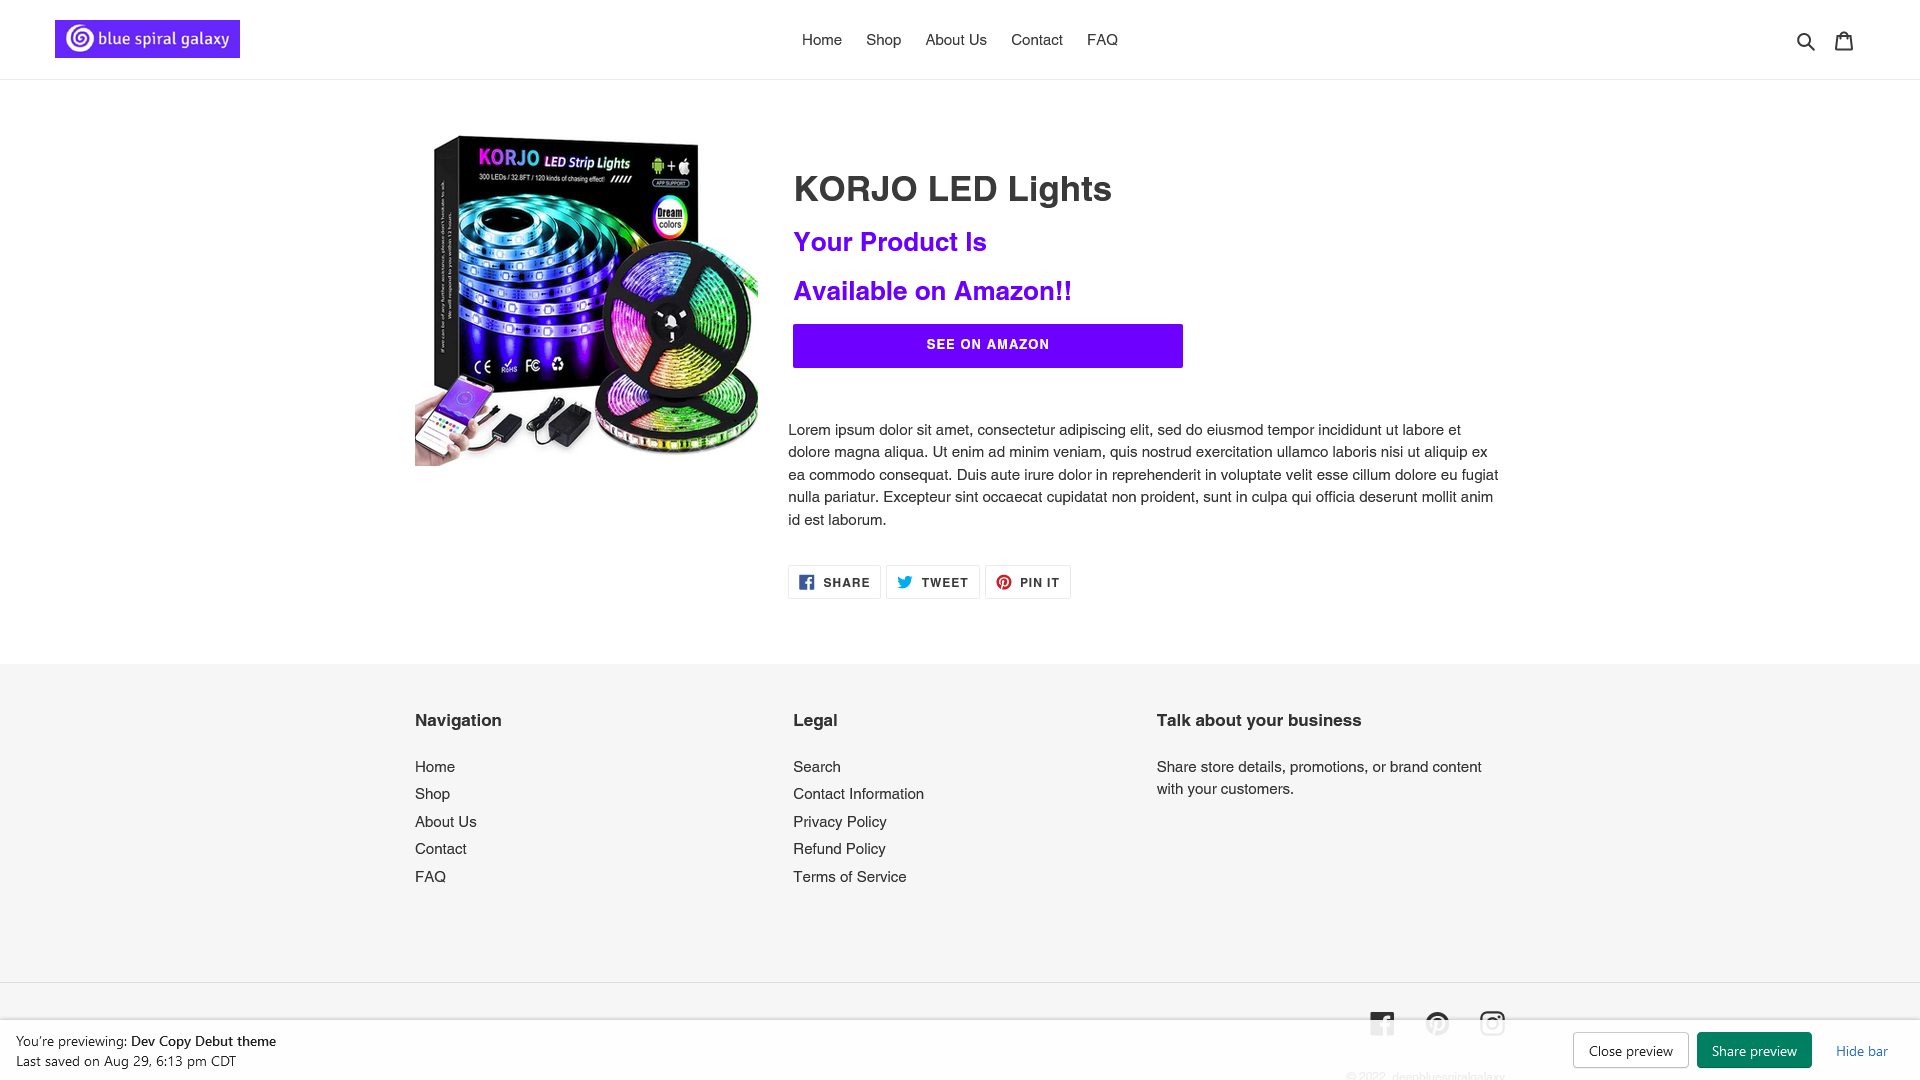 blue spiral galaxy
Home
Shop
About Us
Contact
FAQ
KORJO LED Strip Lights
300 LEDs / 32.8FT / 120 kinds of chasing effect!
APP SUPPORT
Dream
colors
CE
RoHS
FC
KORJO LED Lights
Your Product Is
Available on Amazon!!
SEE ON AMAZON
Lorem ipsum dolor sit amet, consectetur adipiscing elit, sed do eiusmod tempor incididunt ut labore et
dolore magna aliqua. Ut enim ad minim veniam, quis nostrud exercitation ullamco laboris nisi ut aliquip ex
ea commodo consequat. Duis aute irure dolor in reprehenderit in voluptate velit esse cillum dolore eu fugiat
nulla pariatur. Excepteur sint occaecat cupidatat non proident, sunt in culpa qui officia deserunt mollit anim
id est laborum.
SHARE
TWEET
PIN IT
Navigation
Home
Shop
About Us
Contact
FAQ
Legal
Search
Contact Information
Privacy Policy
Refund Policy
Terms of Service
Talk about your business
Share store details, promotions, or brand content
with your customers.
You're previewing: Dev Copy Debut theme
Last saved on Aug 29, 6:13 pm CDT
Close preview
Share preview
Hide bar
© 2022, deepbluespiralgalaxy